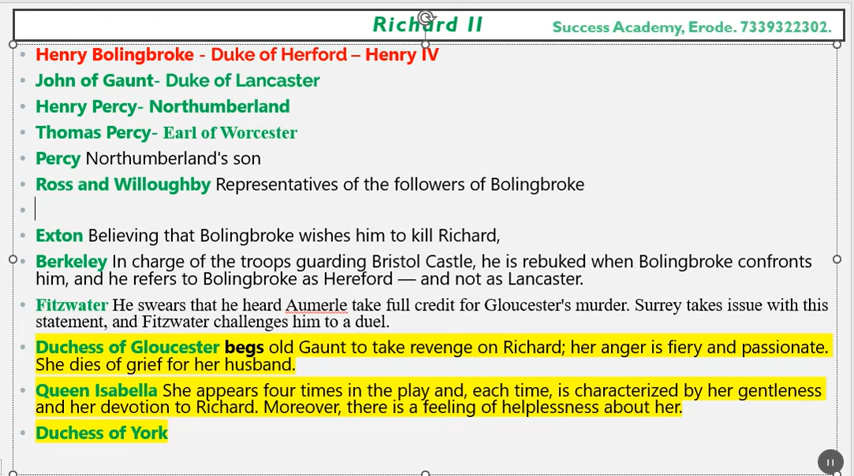 Richard II
Success Academy, Erode. 7339322302.
Henry Bolingbroke - Duke of Herford – Henry IV
John of Gaunt- Duke of Lancaster
Henry Percy- Northumberland
Thomas Percy- Earl of Worcester
Percy Northumberland's son
Ross and Willoughby Representatives of the followers of Bolingbroke
Exton Believing that Bolingbroke wishes him to kill Richard,
Berkeley In charge of the troops guarding Bristol Castle, he is rebuked when Bolingbroke confronts
him, and he refers to Bolingbroke as Hereford — and not as Lancaster.
Fitzwater He swears that he heard Aumerle take full credit for Gloucester's murder. Surrey takes issue with this
statement, and Fitzwater challenges him to a duel.
Duchess of Gloucester begs old Gaunt to take revenge on Richard; her anger is fiery and passionate.
She dies of grief for her husband.
Queen Isabella She appears four times in the play and, each time, is characterized by her gentleness
and her devotion to Richard. Moreover, there is a feeling of helplessness about her.
Duchess of York
11